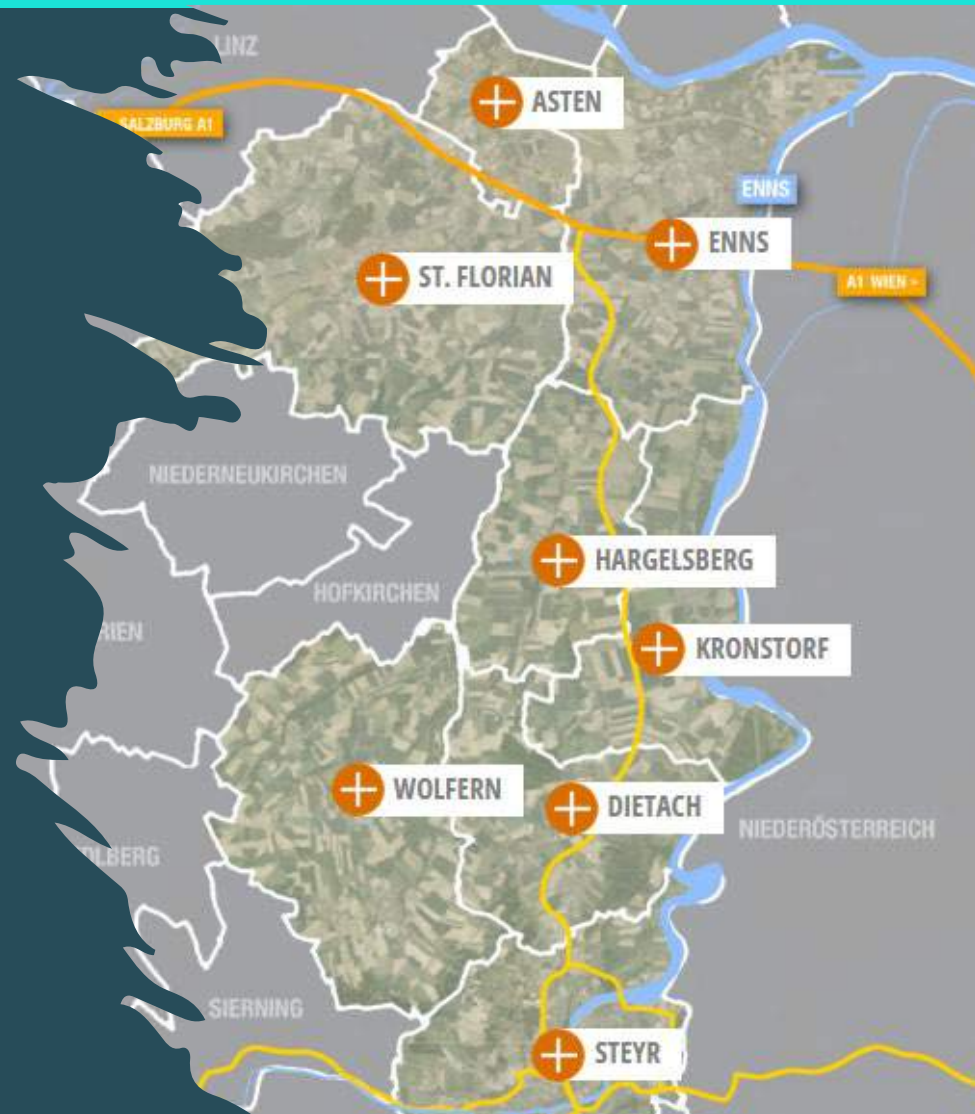 LINZ
ASTEN
SALZBURG A1
ENNS
ENNS
ST. FLORIAN
A1 WIEN >
NIEDERNEUKIRCHEN
HARGELSBERG
HOFKIRCHEN
KRONSTORF
WOLFERN
DIETACH
NIEDERÖSTERREICH
SIERNING
STEYR